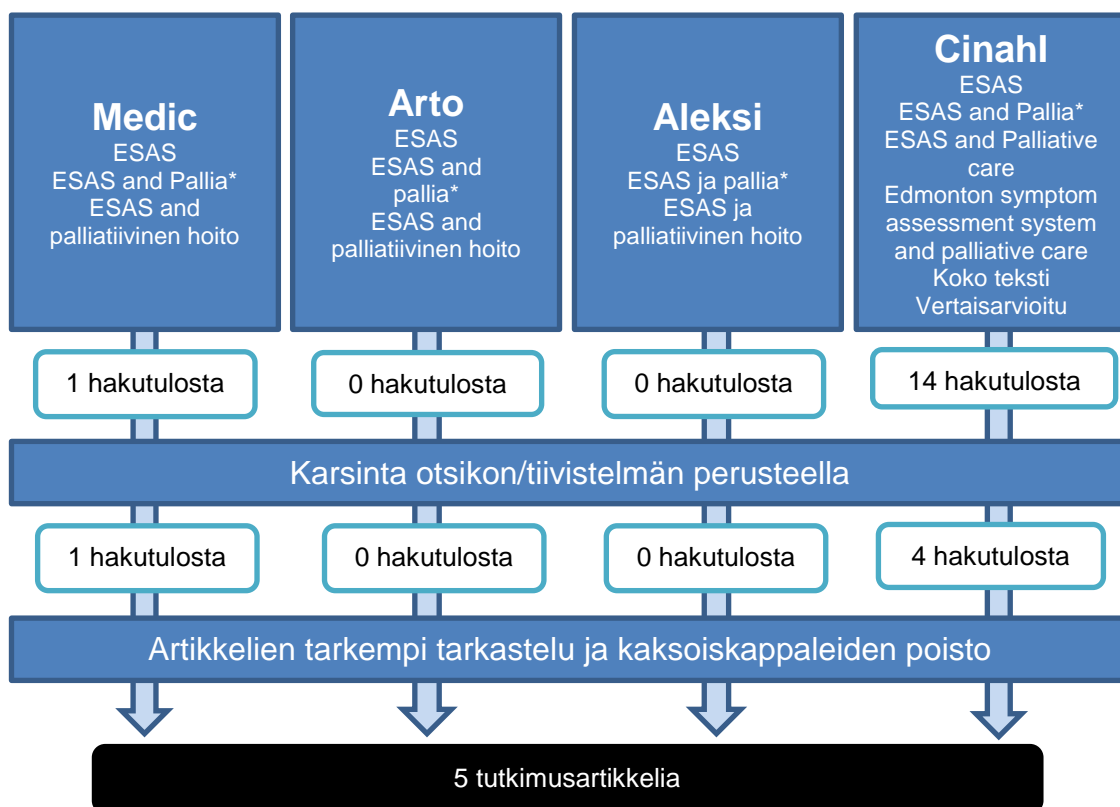 Medic
ESAS
ESAS and Pallia*
ESAS and
palliatiivinen hoito
Arto
ESAS
ESAS and
pallia*
ESAS and
palliatiivinen hoito
Aleksi
ESAS
ESAS ja pallia*
ESAS ja
palliatiivinen hoito
Cinahl
ESAS
ESAS and Pallia*
ESAS and Palliative
care
Edmonton symptom
assessment system
and palliative care
Koko teksti
Vertaisarvioitu
1 hakutulosta
0 hakutulosta
0 hakutulosta
14 hakutulosta
Karsinta otsikon/tiivistelmän perusteella
1 hakutulosta
0 hakutulosta
0 hakutulosta
4 hakutulosta
Artikkelien tarkempi tarkastelu ja kaksoiskappaleiden poisto
5 tutkimusartikkelia